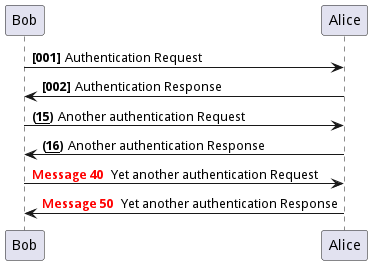 Bob Alice
[001] Authentication Request
[002] Authentication Response
(15) Another authentication Request
(16) Another authentication Response
Message 40 Yet another authentication Request
Message 50 Yet another authentication Response
Bob Alice